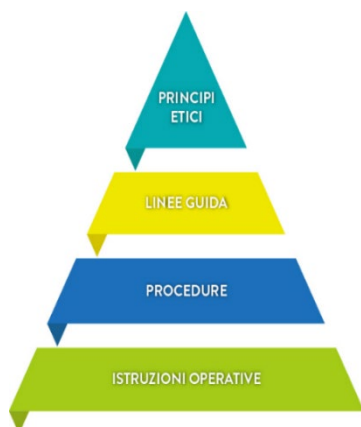 PRINCIPI
ETICI
LINEE GUIDA
PROCEDURE
ISTRUZIONI OPERATIVE